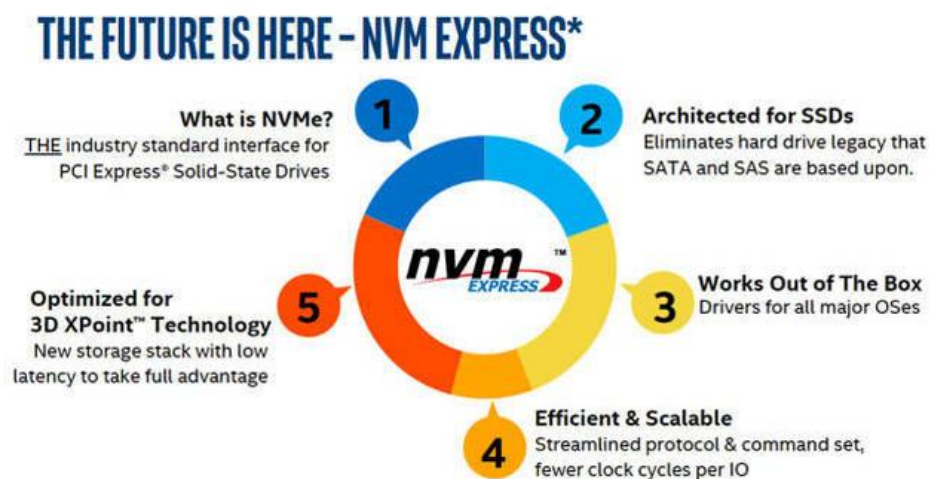 THE FUTURE IS HERE – NVM EXPRESS*
1
What is NVMe?
THE industry standard interface for
PCI Express® Solid-State Drives
2
Architected for SSDs
Eliminates hard drive legacy that
SATA and SAS are based upon.
3
Works Out of The Box
Drivers for all major OSes
4
Efficient & Scalable
Streamlined protocol & command set,
fewer clock cycles per IO
5
Optimized for
3D XPoint™ Technology
New storage stack with low
latency to take full advantage
nvm ™
EXPRESS